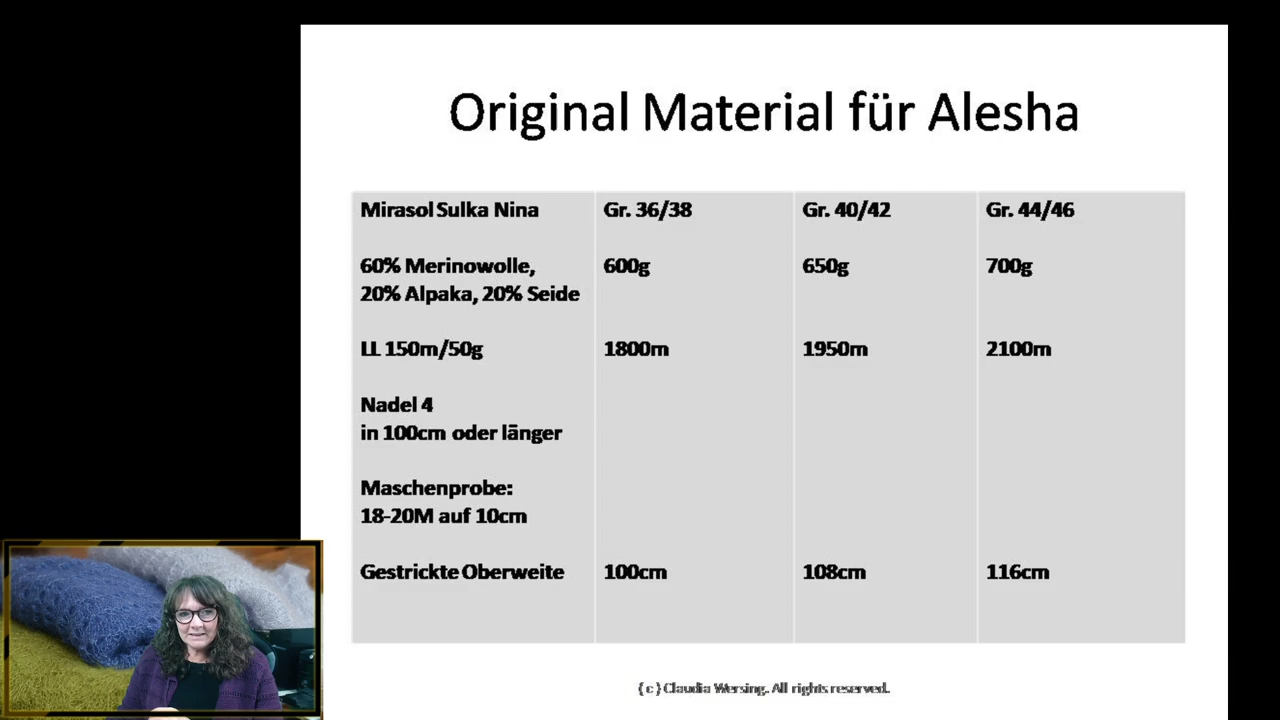 Original Material für Alesha
Mirasol Sulka Nina Gr. 36/38 Gr. 40/42 Gr. 44/46
60% Merinowolle, 600g 650g 700g
20% Alpaka, 20% Seide
LL 150m/50g 1800m 1950m 2100m
Nadel 4
in 100cm oder länger
Maschenprobe:
18-20M auf 10cm
Gestrickte Oberweite 100cm 108cm 116cm
(c) Claudia Wersing. All rights reserved.